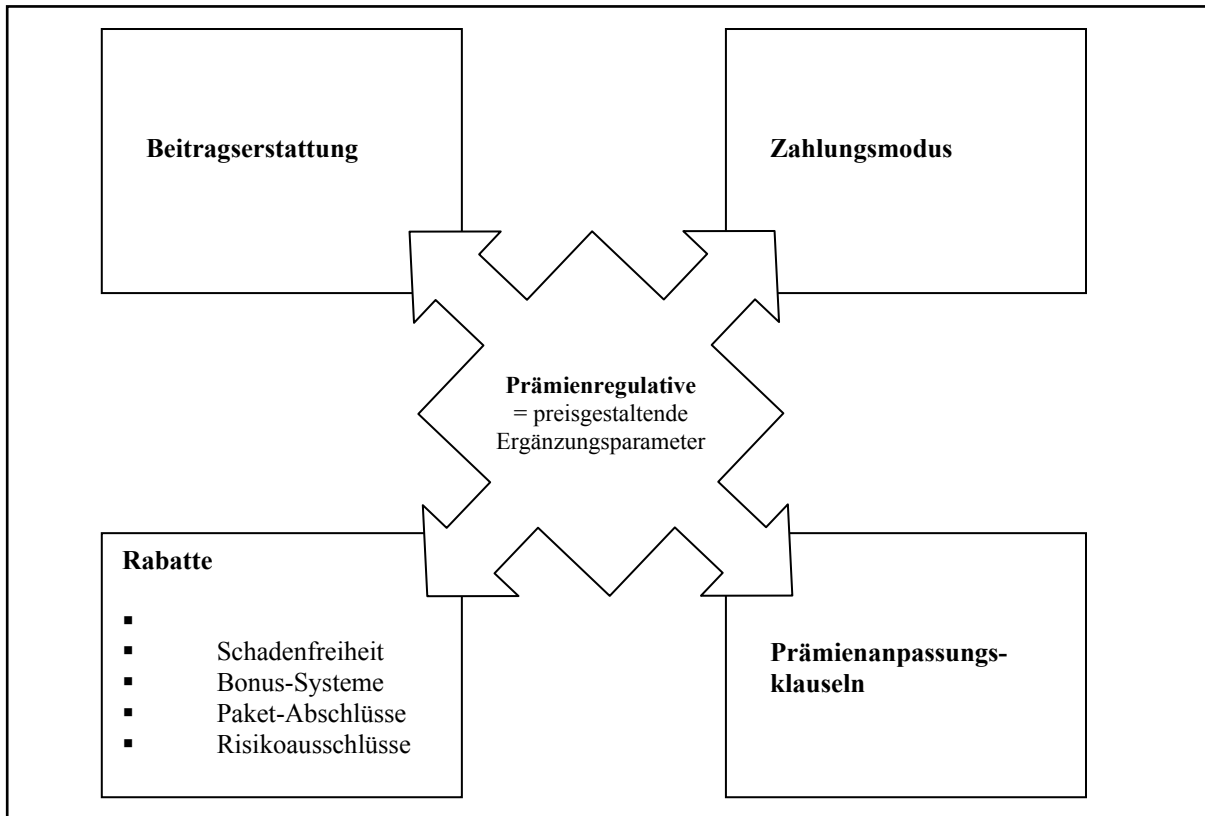 Beitragserstattung
Zahlungsmodus
Prämienregulative
= preisgestaltende
Ergänzungsparameter
Rabatte
▪
▪ Schadenfreiheit
▪ Bonus-Systeme
▪ Paket-Abschlüsse
▪ Risikoausschlüsse
Prämienanpassungs-
klauseln